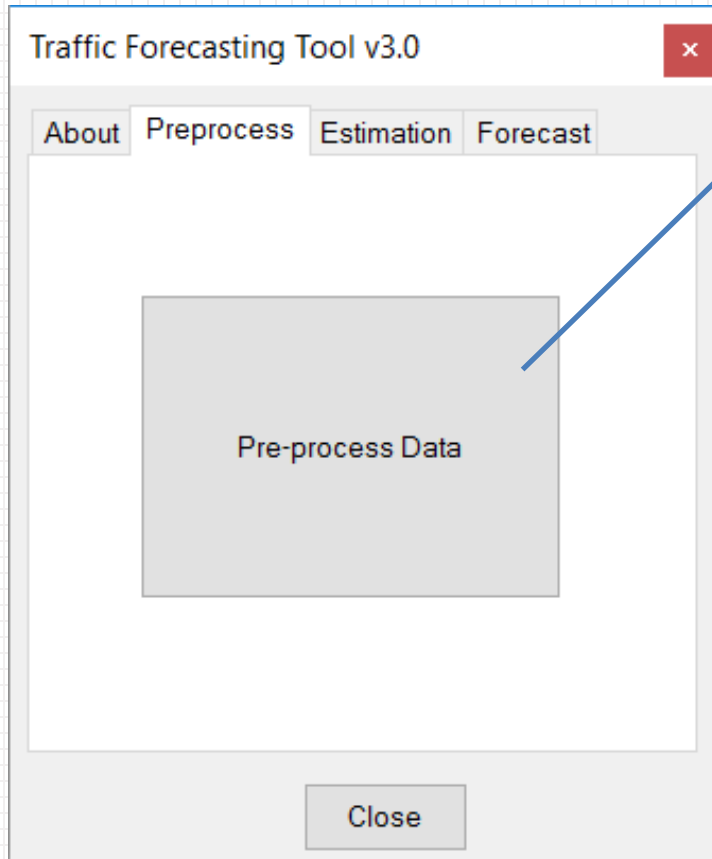 Traffic Forecasting Tool v3.0
About Preprocess Estimation Forecast
Pre-process Data
Close